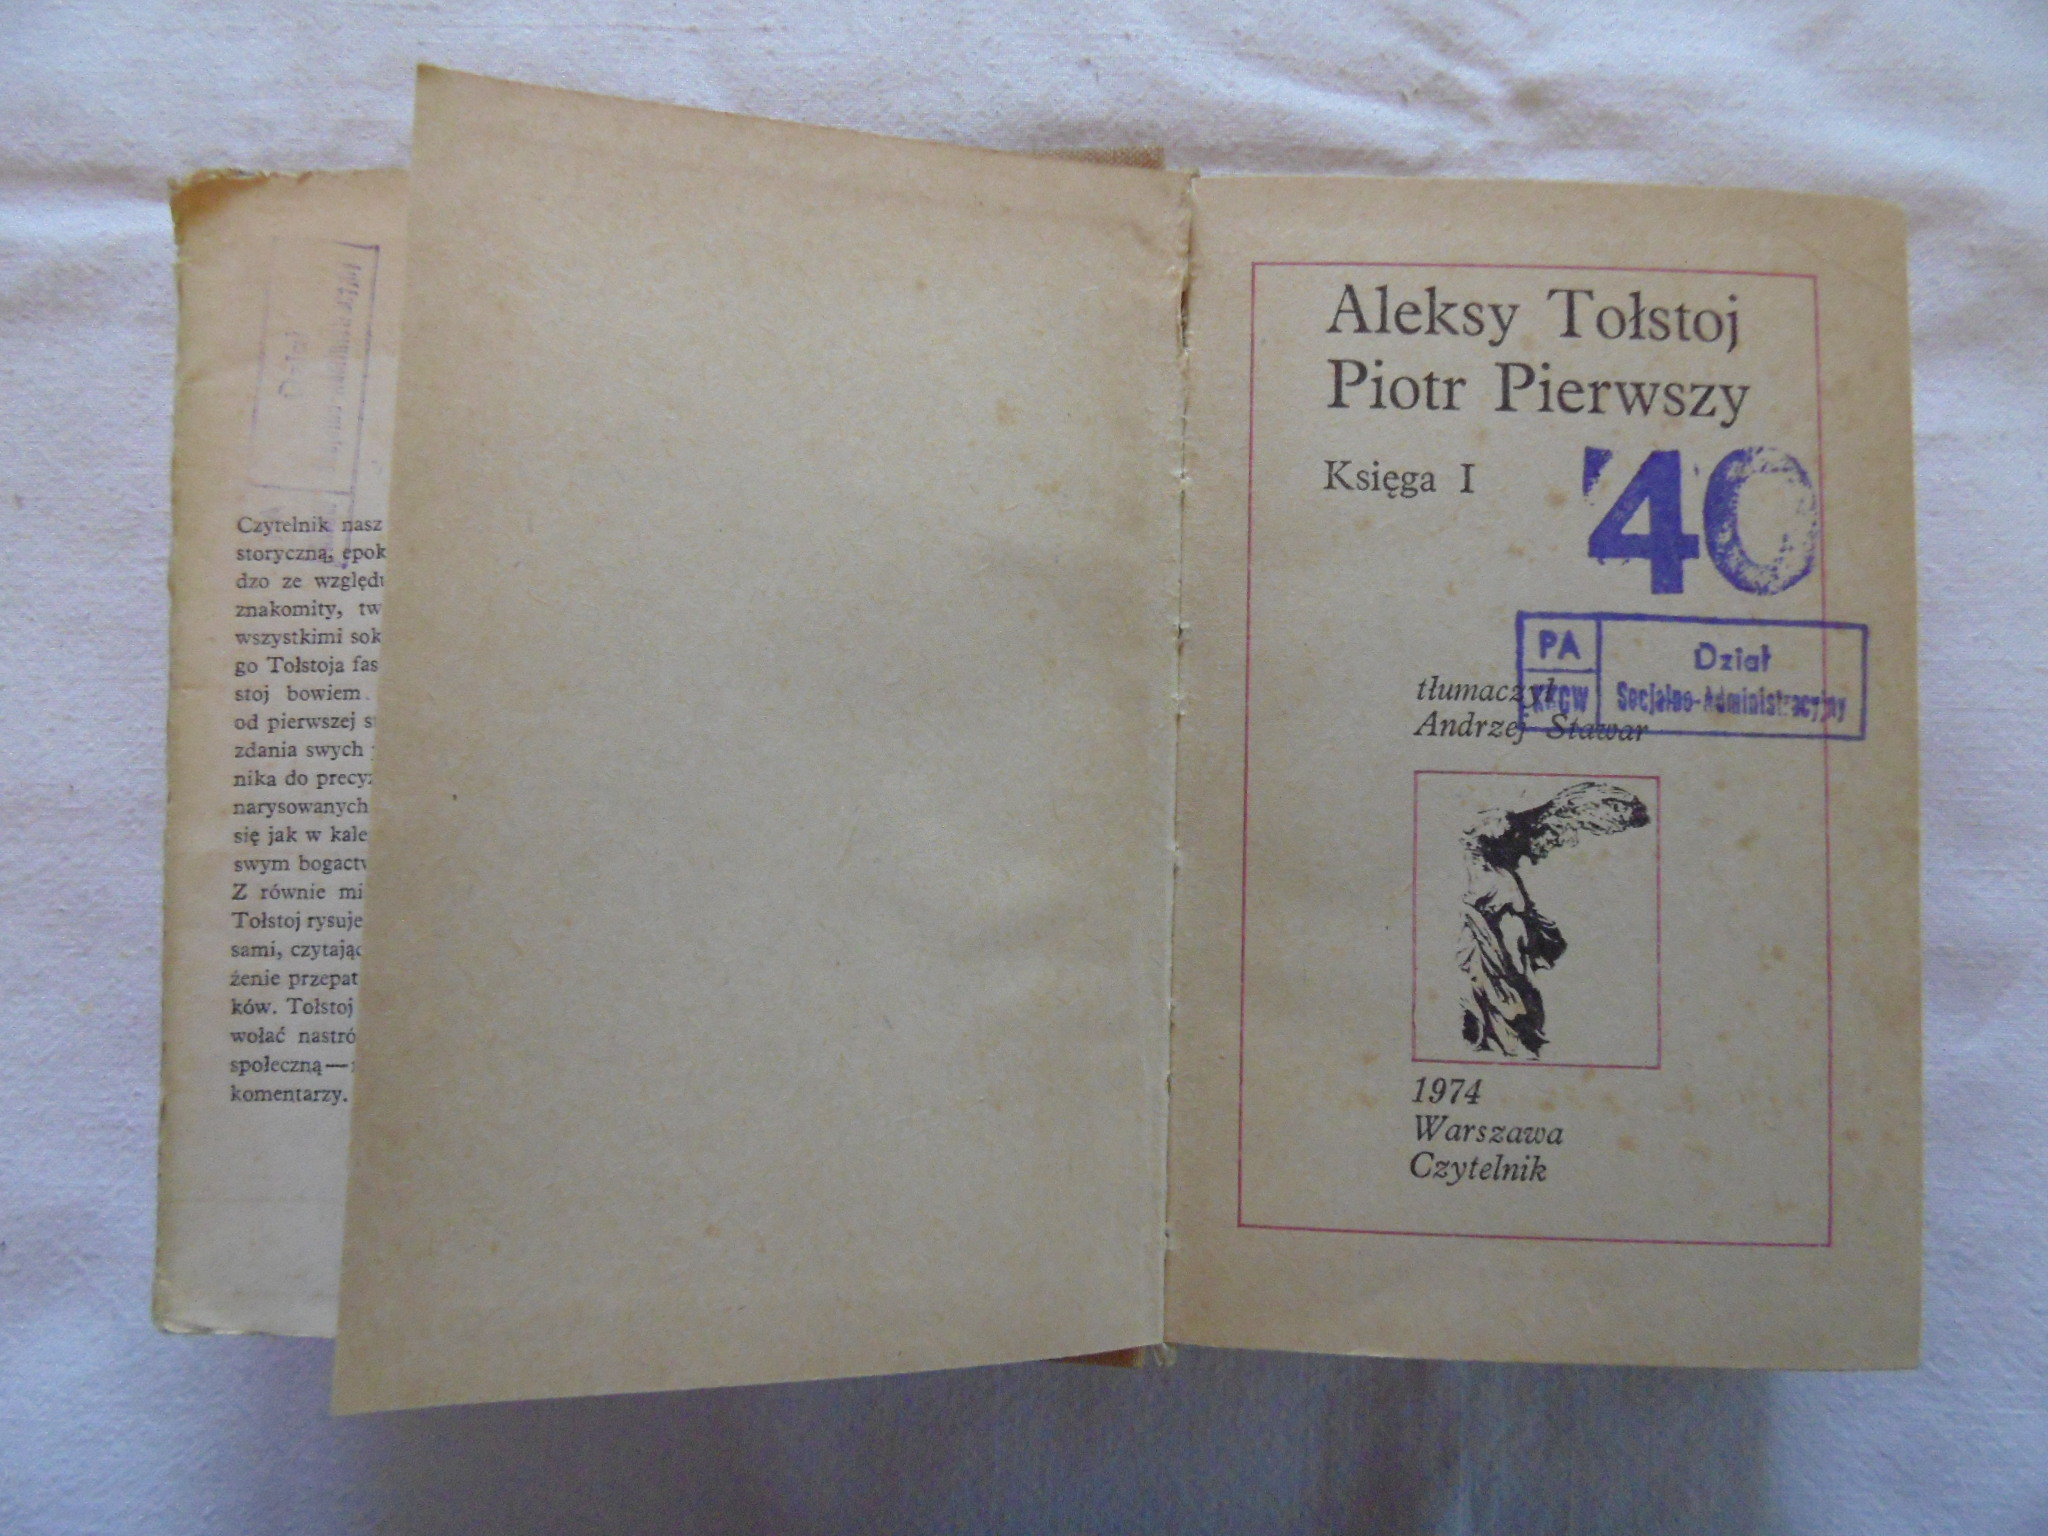 Czytelnik nasz
storyczną, epok
dzo ze względu
znakomity, tw
wszystkimi sok
go Tołstoja fas
stoj bowiem
od pierwszej s
zdania swych
nika do precyz
narysowanych
się jak w kale
swym bogactw
Z równie mi
Tołstoj rysuje
sami, czytając
żenie przepat
ków. Tołstoj
wołać nastró
społeczną—
komentarzy.
Aleksy Tołstoj
Piotr Pierwszy
Księga I
40
PA
Dział
Socjalno-Administracyjny
tłumaczył
Andrzej Stawar
1974
Warszawa
Czytelnik